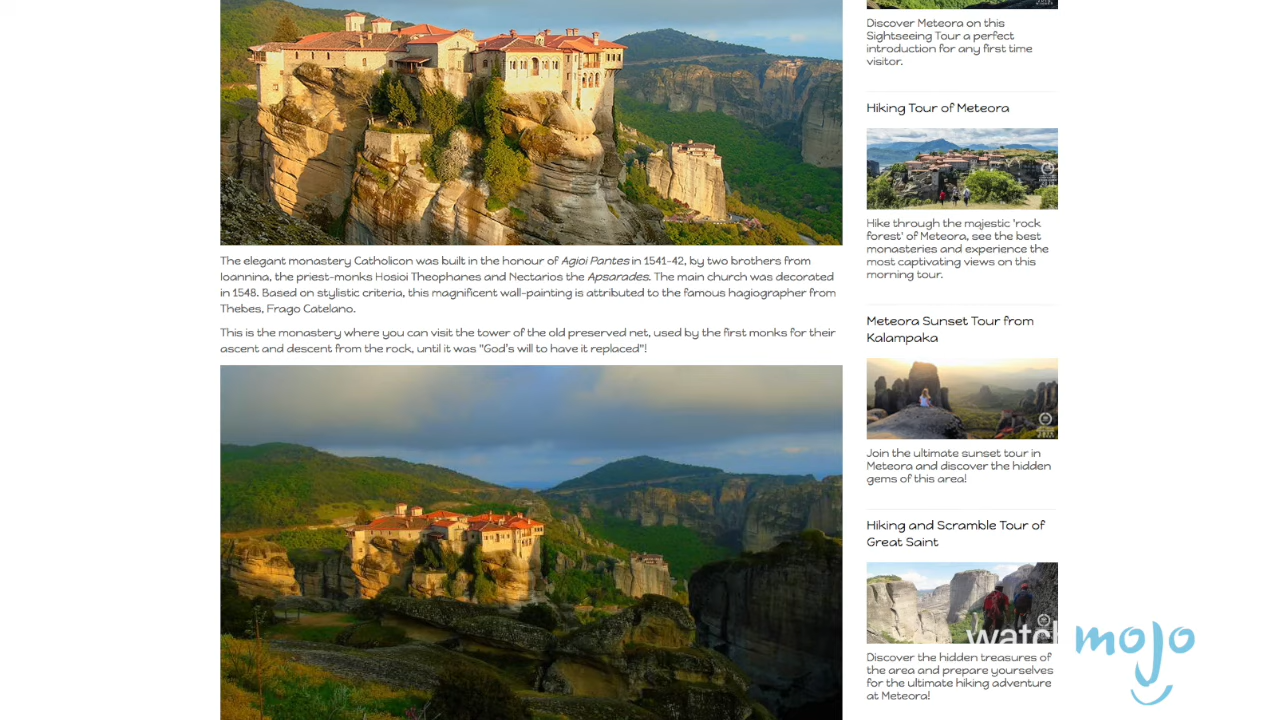 The elegant monastery Catholicon was built in the honour of Agioi Pantes in 1541-42, by two brothers from
Ioannina, the priest-monks Hosioi Theophanes and Nectarios the Apsarades. The main church was decorated
in 1548. Based on stylistic criteria, this magnificent wall-painting is attributed to the famous hagiographer from
Thebes, Frago Catelano.
This is the monastery where you can visit the tower of the old preserved net, used by the first monks for their
ascent and descent from the rock, until it was "God's will to have it replaced"!
Discover Meteora on this
Sightseeing Tour a perfect
introduction for any first time
visitor.
Hiking Tour of Meteora
Hike through the majestic 'rock
forest' of Meteora, see the best
monasteries and experience the
most captivating views on this
morning tour.
Meteora Sunset Tour from
Kalampaka
Join the ultimate sunset tour in
Meteora and discover the hidden
gems of this area!
Hiking and Scramble Tour of
Great Saint
Discover the hidden treasures of
the area and prepare yourselves
for the ultimate hiking adventure
at Meteora!
watch mojo